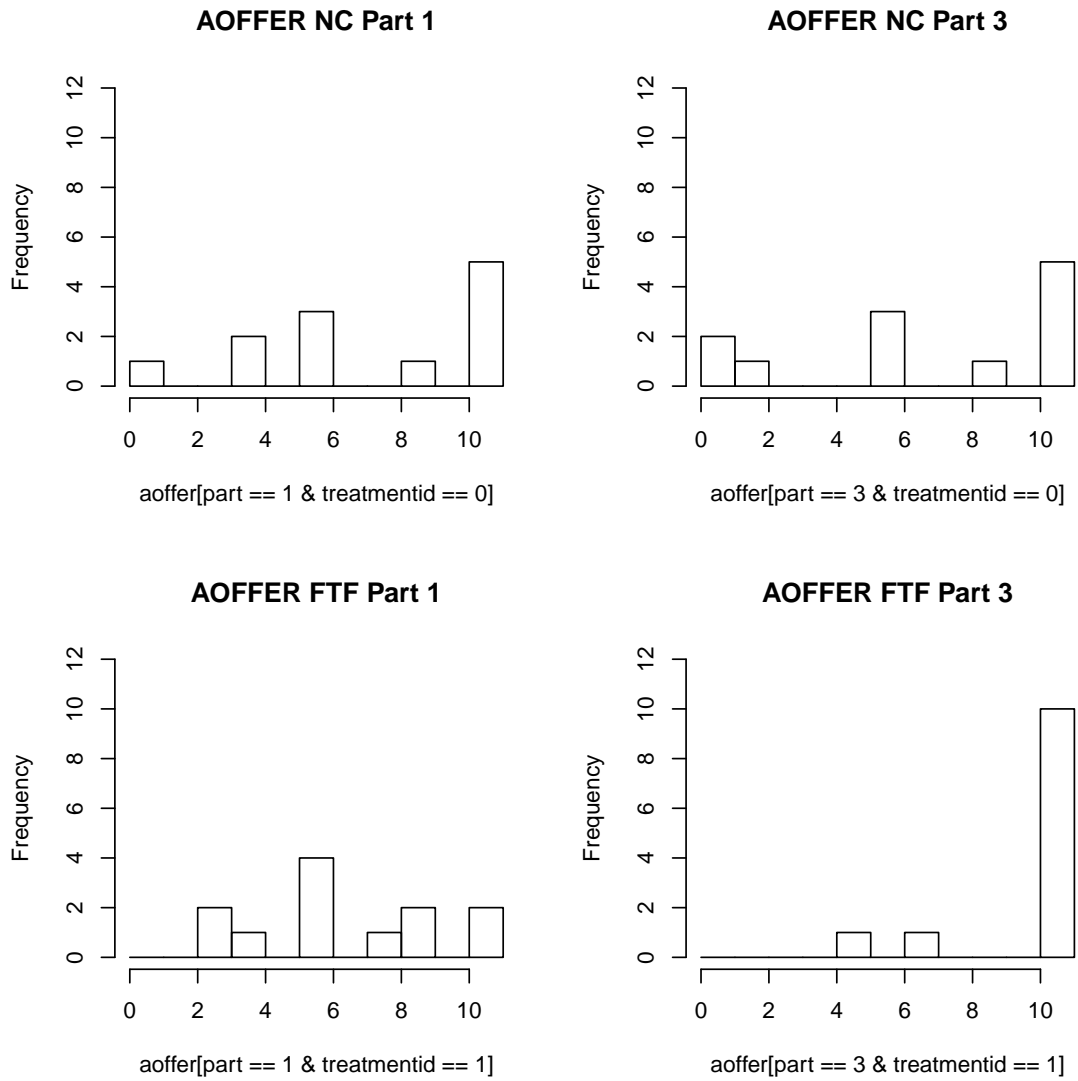 AOFFER NC Part 1
Frequency
0 2 4 6 8 10 12
0 2 4 6 8 10
aoffer[part == 1 & treatmentid == 0]
AOFFER NC Part 3
Frequency
0 2 4 6 8 10 12
0 2 4 6 8 10
aoffer[part == 3 & treatmentid == 0]
AOFFER FTF Part 1
Frequency
0 2 4 6 8 10 12
0 2 4 6 8 10
aoffer[part == 1 & treatmentid == 1]
AOFFER FTF Part 3
Frequency
0 2 4 6 8 10 12
0 2 4 6 8 10
aoffer[part == 3 & treatmentid == 1]